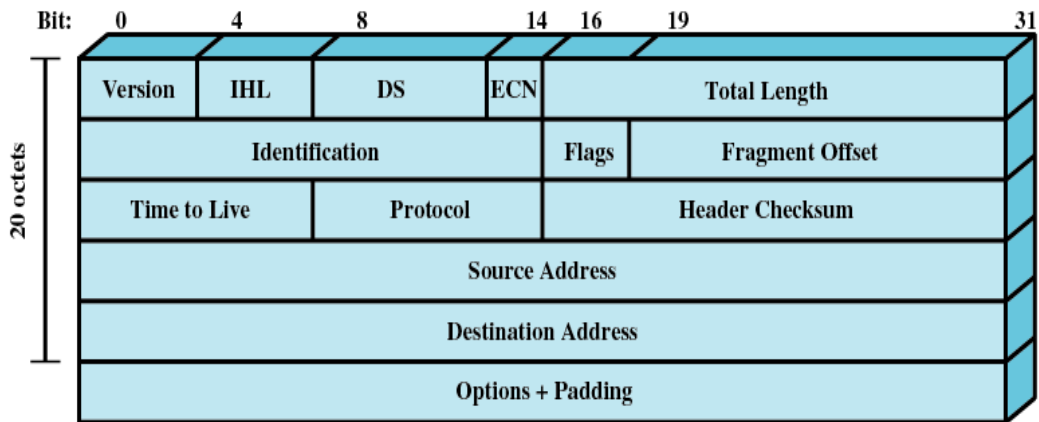 Bit: 0 4 8 14 16 19 31
Version IHL DS ECN Total Length
Identification Flags Fragment Offset
20 octets
Time to Live Protocol Header Checksum
Source Address
Destination Address
Options + Padding